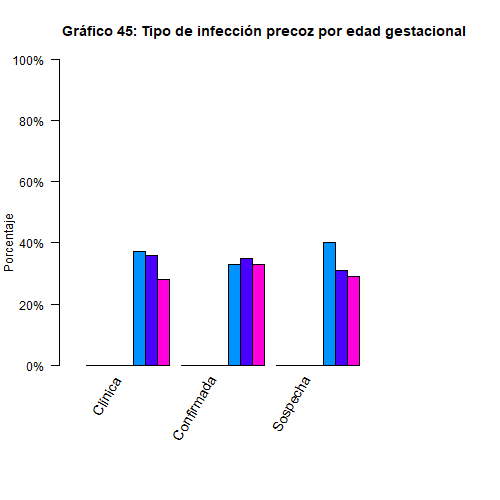 Gráfico 45: Tipo de infección precoz por edad gestacional
Porcentaje
100%
80%
60%
40%
20%
0%
Clínica
Confirmada
Sospecha